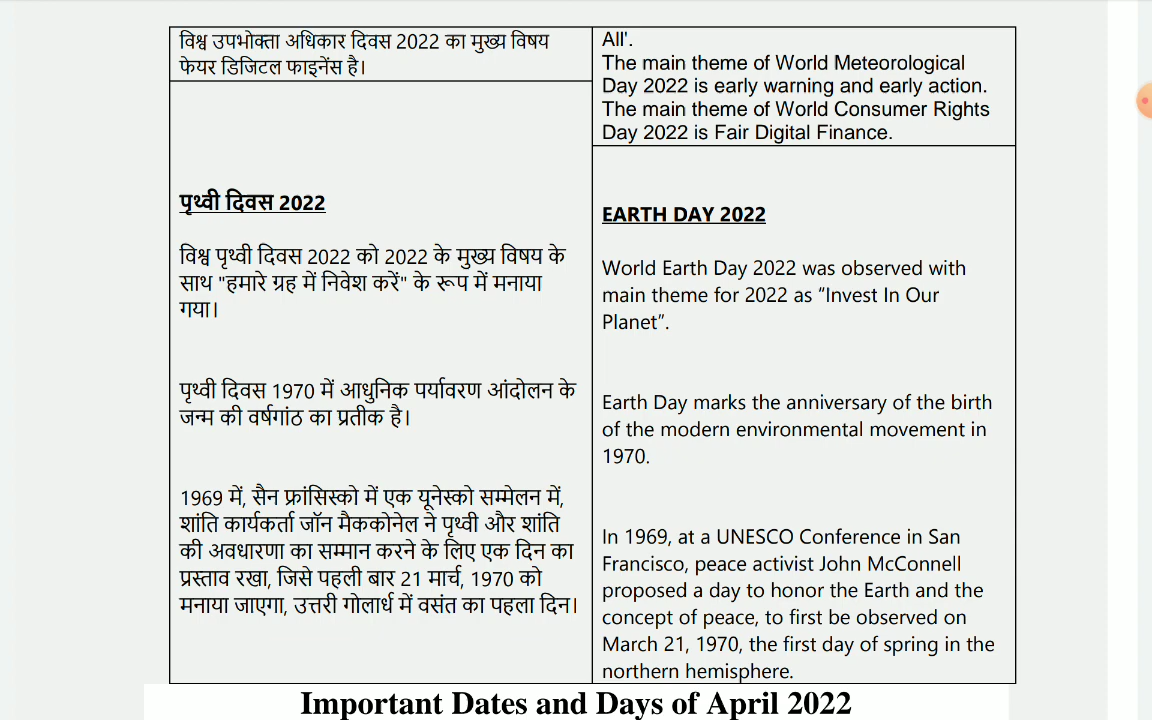 विश्व उपभोक्ता अधिकार दिवस 2022 का मुख्य विषय
फेयर डिजिटल फाइनेंस है।
पृथ्वी दिवस 2022
विश्व पृथ्वी दिवस 2022 को 2022 के मुख्य विषय के
साथ "हमारे ग्रह में निवेश करें" के रूप में मनाया
गया।
पृथ्वी दिवस 1970 में आधुनिक पर्यावरण आंदोलन के
जन्म की वर्षगांठ का प्रतीक है।
1969 में, सैन फ्रांसिस्को में एक यूनेस्को सम्मेलन में,
शांति कार्यकर्ता जॉन मैककोनेल ने पृथ्वी और शांति
की अवधारणा का सम्मान करने के लिए एक दिन का
प्रस्ताव रखा, जिसे पहली बार 21 मार्च, 1970 को
मनाया जाएगा, उत्तरी गोलार्ध में वसंत का पहला दिन।
All'.
The main theme of World Meteorological
Day 2022 is early warning and early action.
The main theme of World Consumer Rights
Day 2022 is Fair Digital Finance.
EARTH DAY 2022
World Earth Day 2022 was observed with
main theme for 2022 as “Invest In Our
Planet”.
Earth Day marks the anniversary of the birth
of the modern environmental movement in
1970.
In 1969, at a UNESCO Conference in San
Francisco, peace activist John McConnell
proposed a day to honor the Earth and the
concept of peace, to first be observed on
March 21, 1970, the first day of spring in the
northern hemisphere.
Important Dates and Days of April 2022